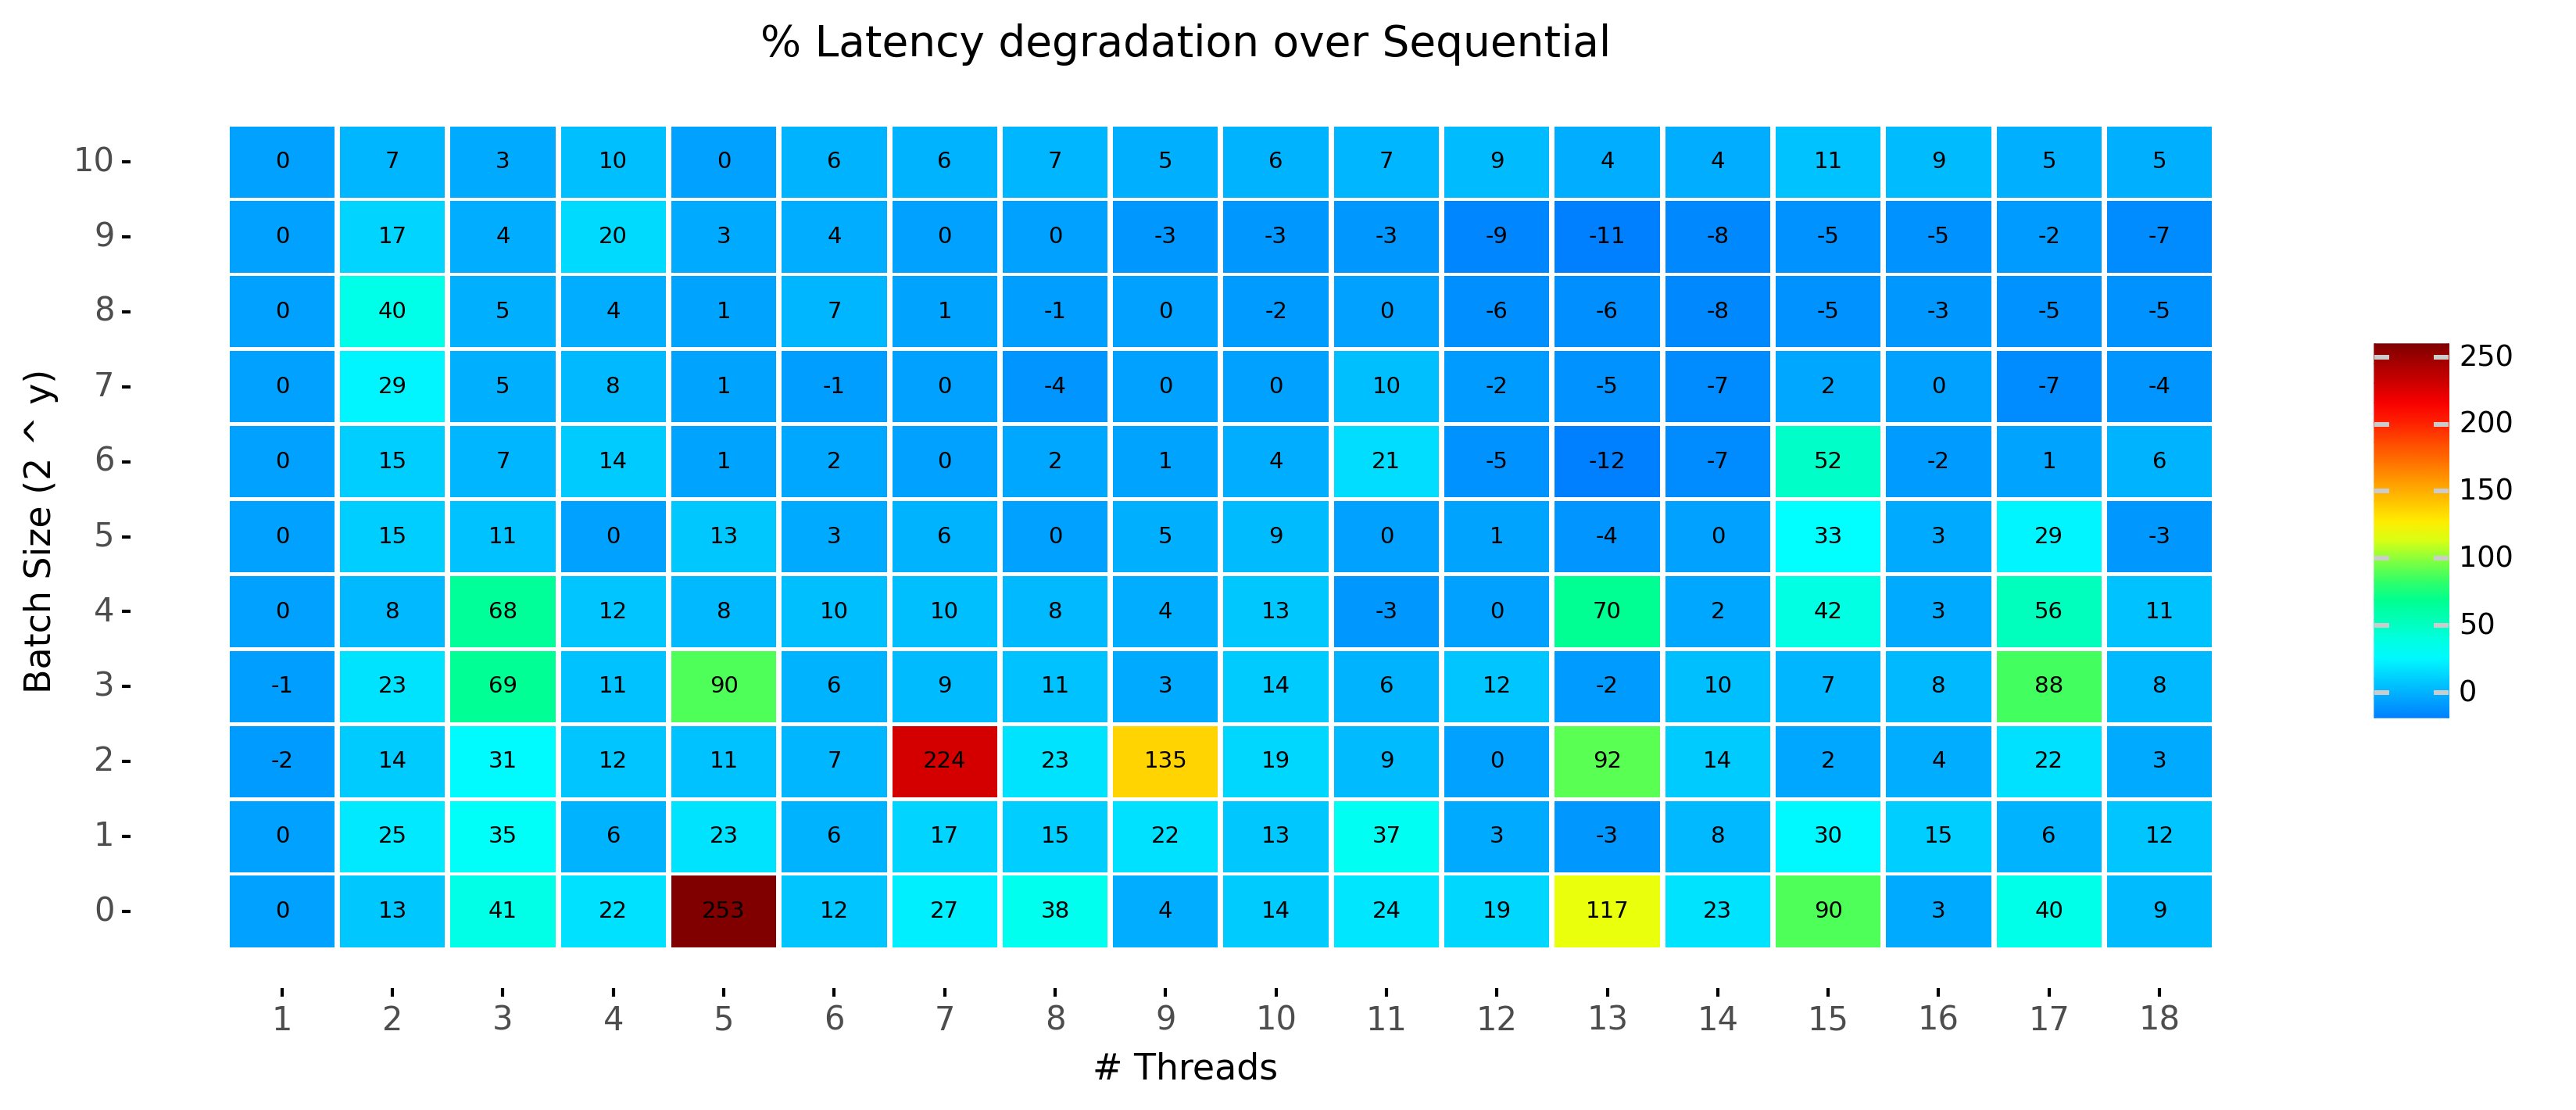 % Latency degradation over Sequential
10 0 7 3 10 0 6 6 7 5 6 7 9 4 4 11 9 5 5
9 0 17 4 20 3 4 0 0 -3 -3 -3 -9 -11 -8 -5 -5 -2 -7
8 0 40 5 4 1 7 1 -1 0 -2 0 -6 -6 -8 -5 -3 -5 -5
7 0 29 5 8 1 -1 0 -4 0 0 10 -2 -5 -7 2 0 -7 -4
6 0 15 7 14 1 2 0 2 1 4 21 -5 -12 -7 52 -2 1 6
5 0 15 11 0 13 3 6 0 5 9 0 1 -4 0 33 3 29 -3
4 0 8 68 12 8 10 10 8 4 13 -3 0 70 2 42 3 56 11
3 -1 23 69 11 90 6 9 11 3 14 6 12 -2 10 7 8 88 8
2 -2 14 31 12 11 7 224 23 135 19 9 0 92 14 2 4 22 3
1 0 25 35 6 23 6 17 15 22 13 37 3 -3 8 30 15 6 12
0 0 13 41 22 253 12 27 38 4 14 24 19 117 23 90 3 40 9
1 2 3 4 5 6 7 8 9 10 11 12 13 14 15 16 17 18
# Threads
Batch Size (2 ^ y)
250
200
150
100
50
0